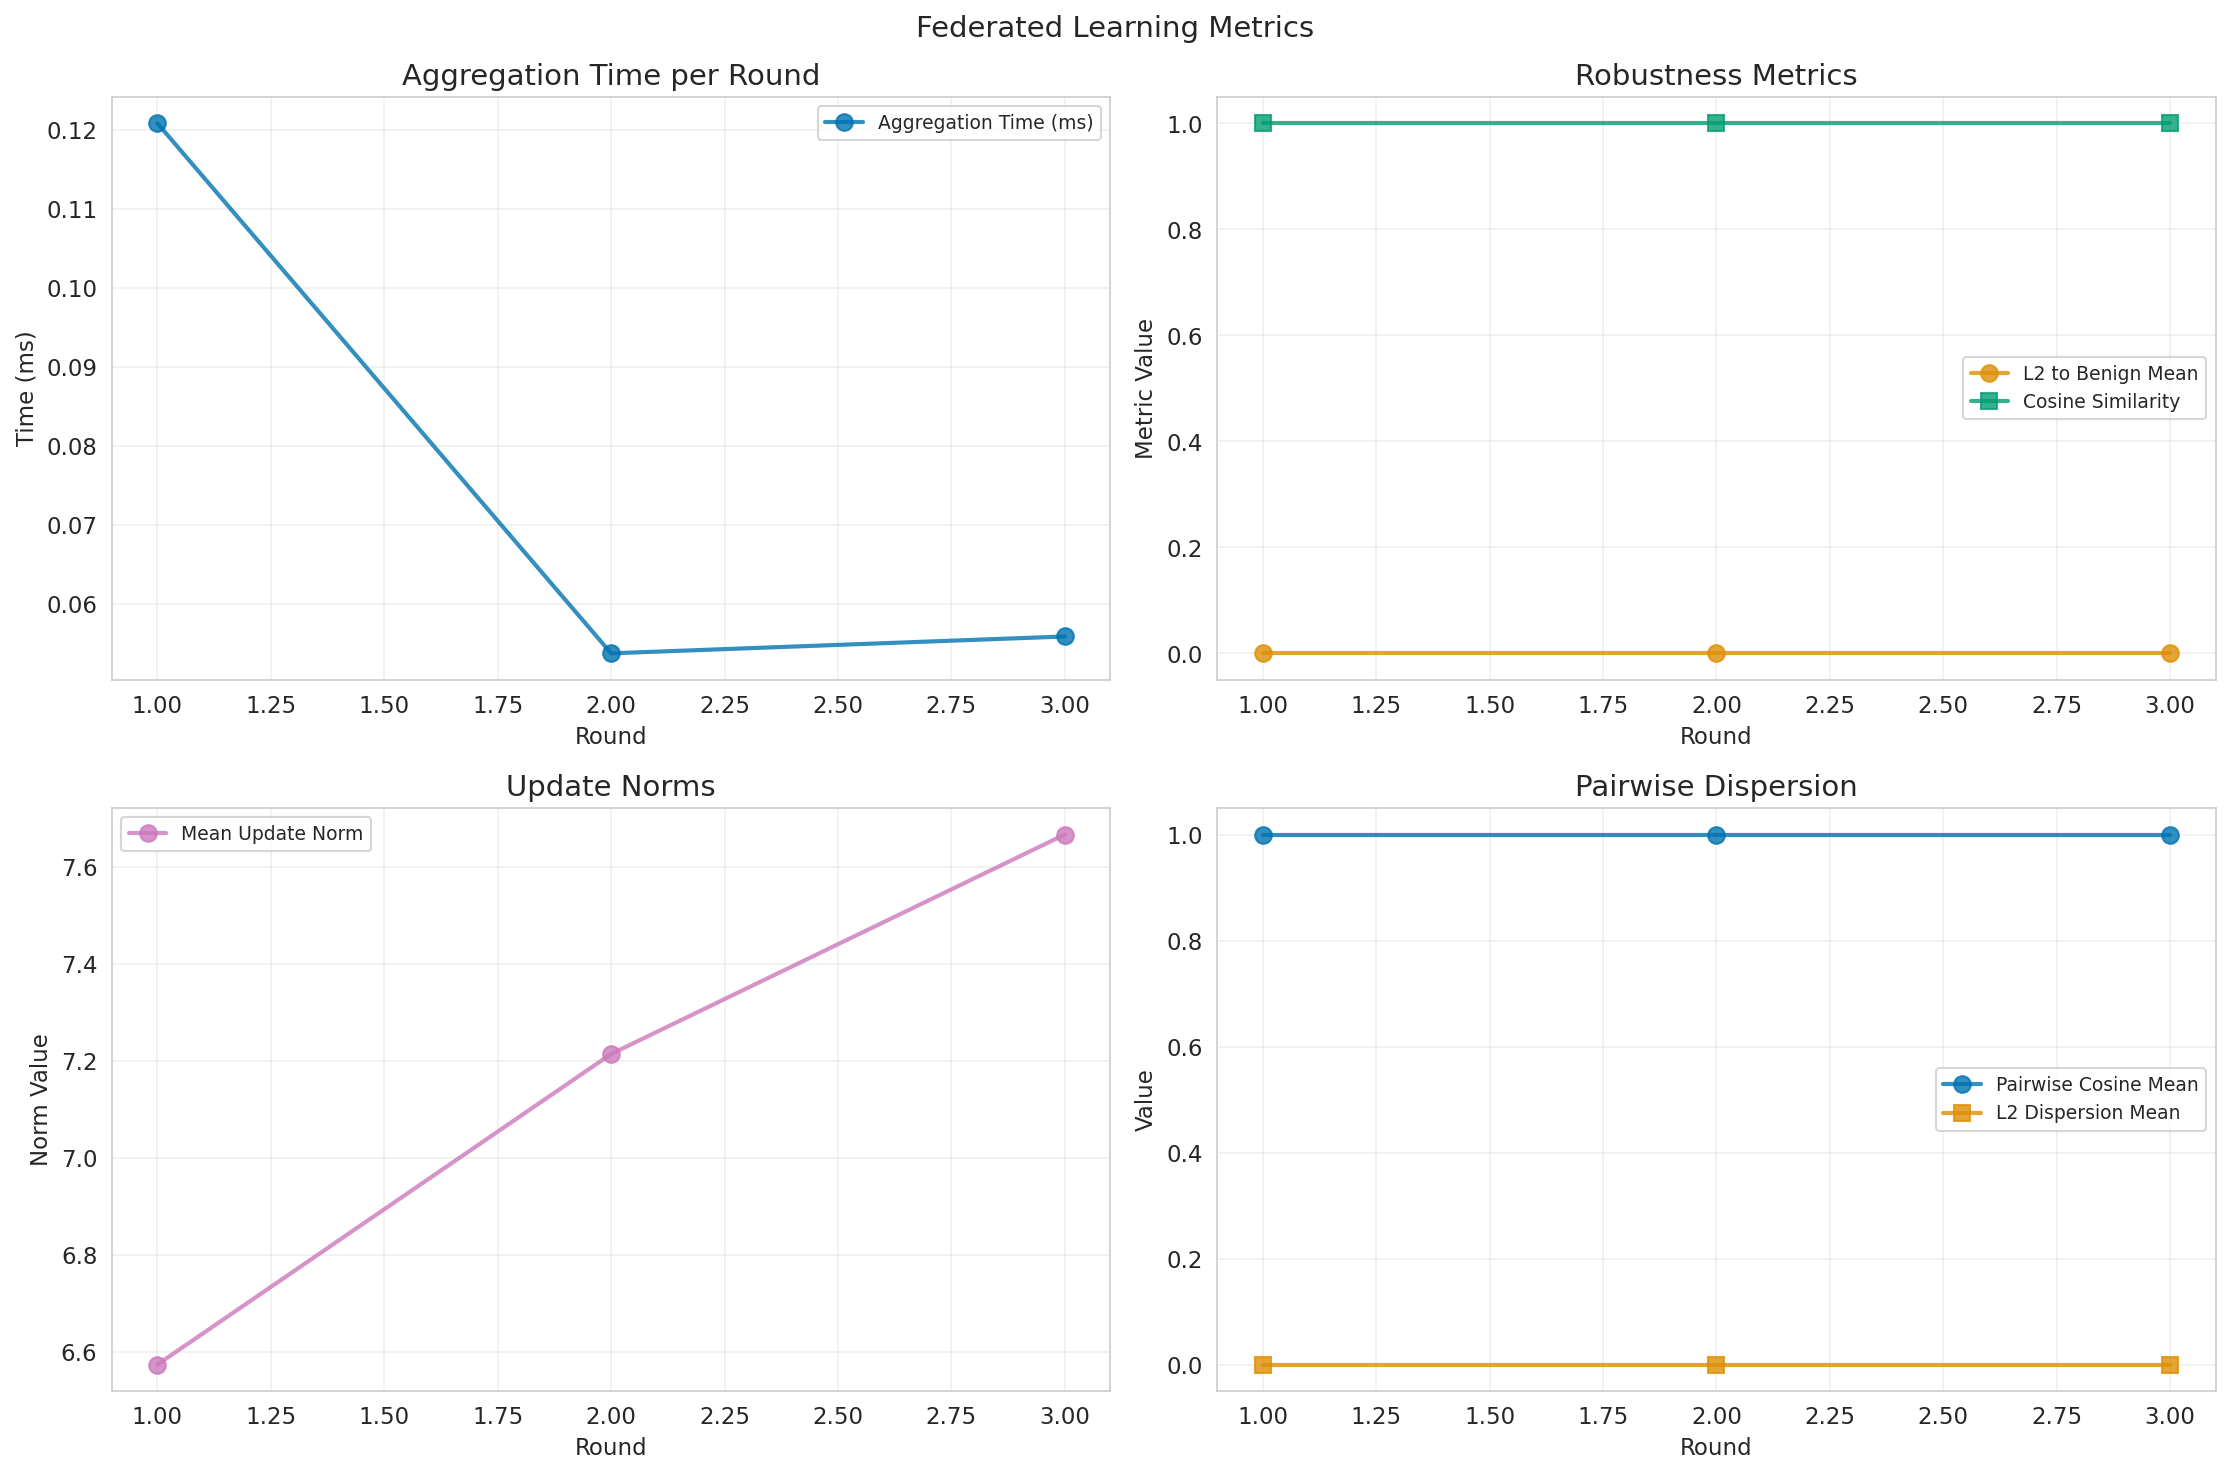 Federated Learning Metrics
Aggregation Time per Round
Aggregation Time (ms)
Time (ms)
0.12
0.11
0.10
0.09
0.08
0.07
0.06
1.00 1.25 1.50 1.75 2.00 2.25 2.50 2.75 3.00
Round
Robustness Metrics
Metric Value
1.0
0.8
0.6
0.4
0.2
0.0
L2 to Benign Mean
Cosine Similarity
1.00 1.25 1.50 1.75 2.00 2.25 2.50 2.75 3.00
Round
Update Norms
Mean Update Norm
Norm Value
7.6
7.4
7.2
7.0
6.8
6.6
1.00 1.25 1.50 1.75 2.00 2.25 2.50 2.75 3.00
Round
Pairwise Dispersion
Value
1.0
0.8
0.6
0.4
0.2
0.0
Pairwise Cosine Mean
L2 Dispersion Mean
1.00 1.25 1.50 1.75 2.00 2.25 2.50 2.75 3.00
Round